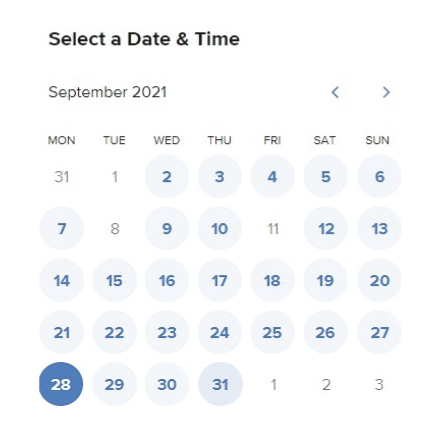 Select a Date & Time
September 2021
MON TUE WED THU FRI SAT SUN
31 1 2 3 4 5 6
7 8 9 10 11 12 13
14 15 16 17 18 19 20
21 22 23 24 25 26 27
28 29 30 31 1 2 3